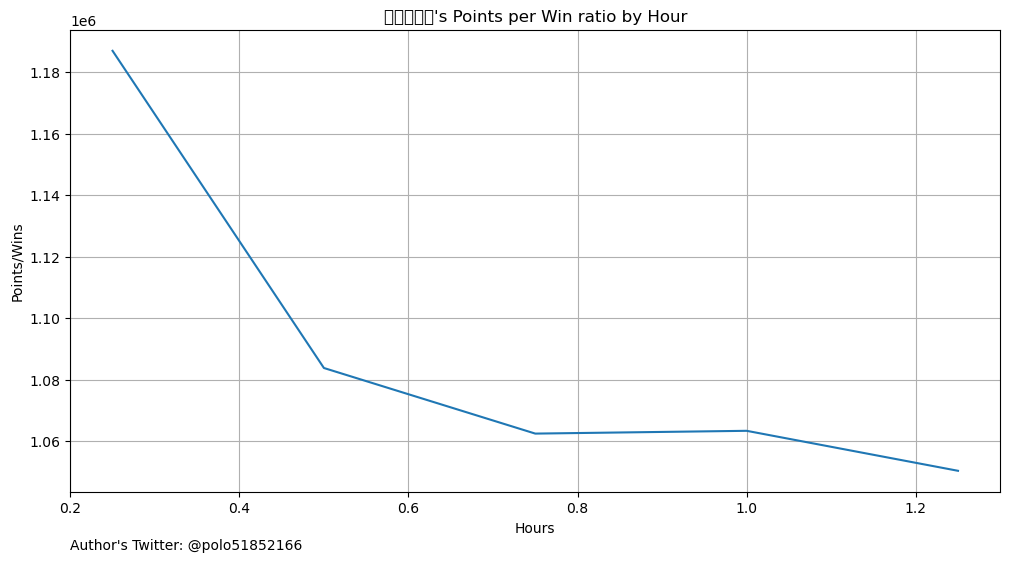 1e6
's Points per Win ratio by Hour
1.18
1.16
1.14
1.12
1.10
1.08
1.06
Points/Wins
0.2 0.4 0.6 0.8 1.0 1.2
Hours
Author's Twitter: @polo51852166